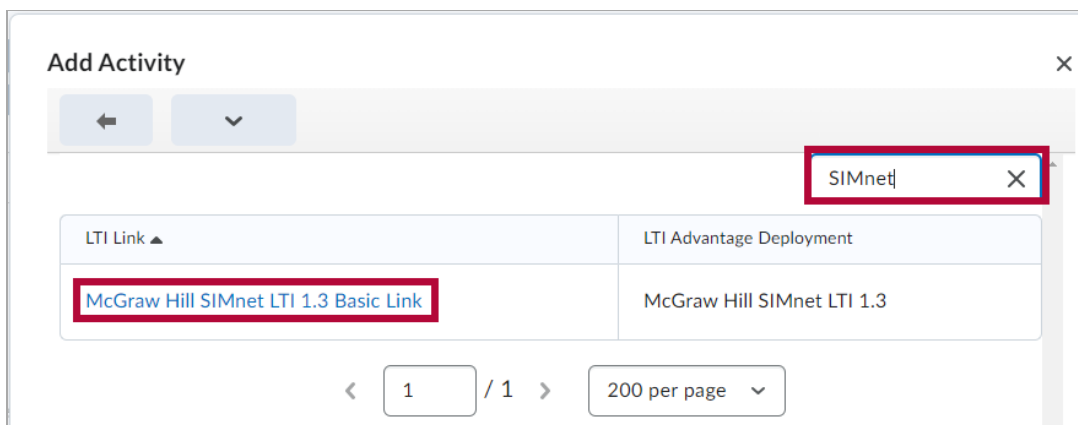 Add Activity
SIMnet
LTI Link LTI Advantage Deployment
McGraw Hill SIMnet LTI 1.3 Basic Link McGraw Hill SIMnet LTI 1.3
1 / 1 200 per page